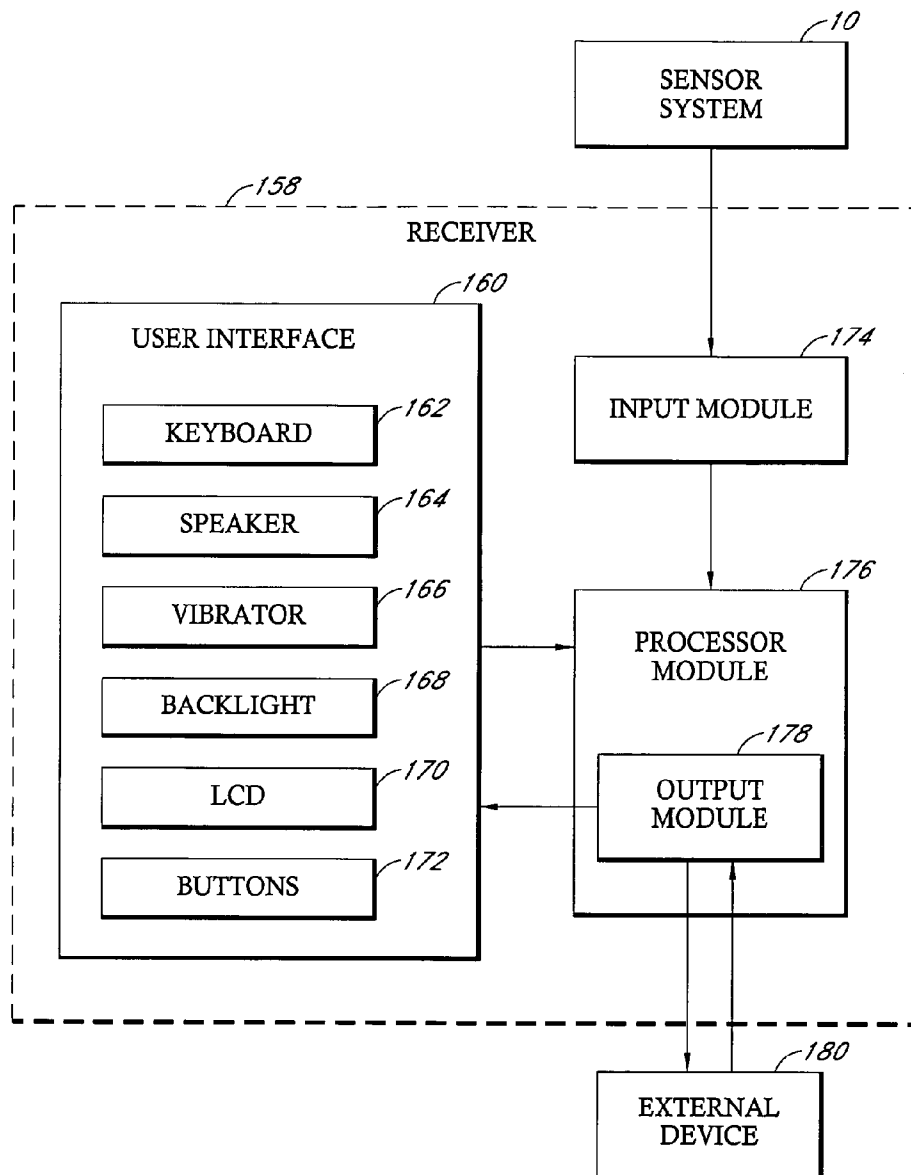 10
SENSOR
SYSTEM
158
RECEIVER
160
USER INTERFACE
174
INPUT MODULE
162
KEYBOARD
164
SPEAKER
166
VIBRATOR
168
BACKLIGHT
170
LCD
172
BUTTONS
176
PROCESSOR
MODULE
178
OUTPUT
MODULE
180
EXTERNAL
DEVICE